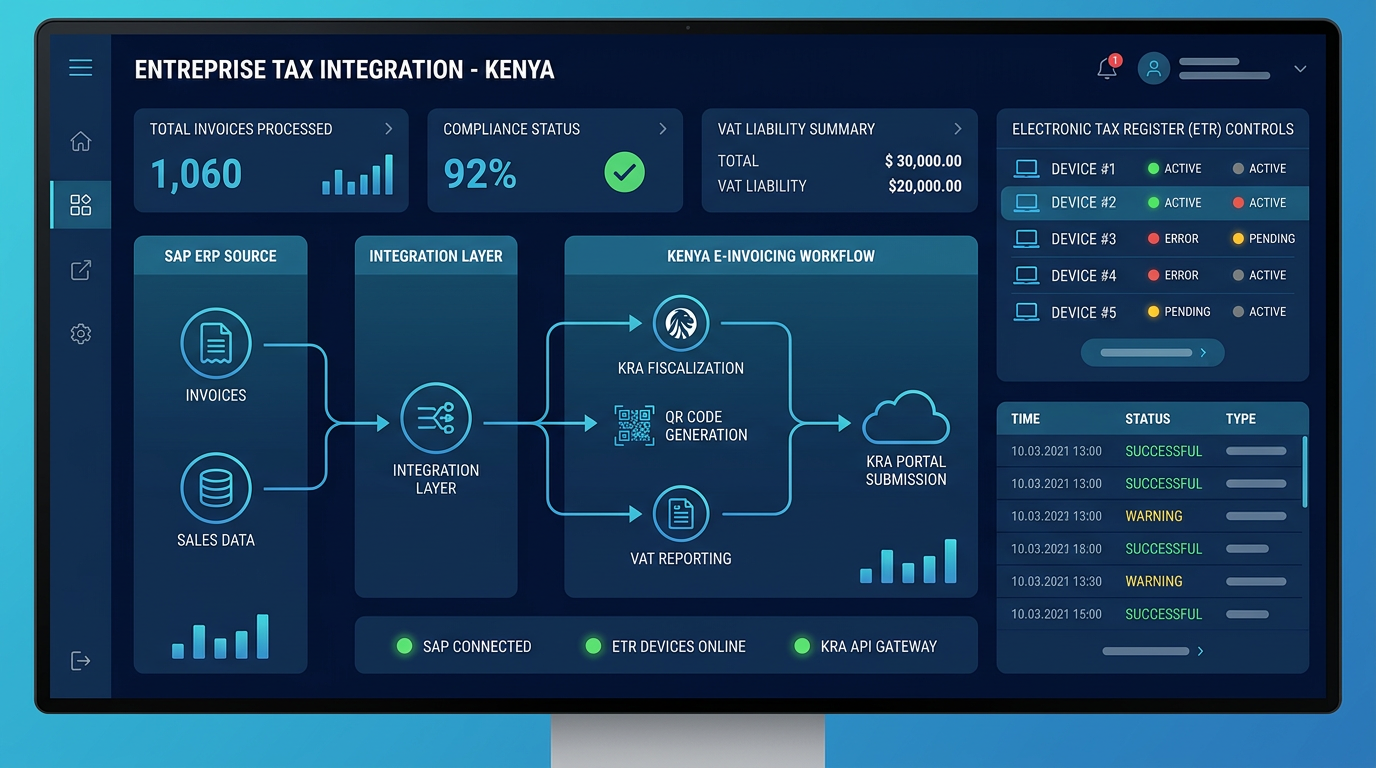 ENTREPRISE TAX INTEGRATION - KENYA
1
TOTAL INVOICES PROCESSED
1,060
COMPLIANCE STATUS
92%
VAT LIABILITY SUMMARY
TOTAL $ 30,000.00
VAT LIABILITY $20,000.00
ELECTRONIC TAX REGISTER (ETR) CONTROLS
DEVICE #1 ACTIVE ACTIVE
DEVICE #2 ACTIVE ACTIVE
DEVICE #3 ERROR PENDING
DEVICE #4 ERROR ACTIVE
DEVICE #5 PENDING ACTIVE
SAP ERP SOURCE
INVOICES
SALES DATA
INTEGRATION LAYER
INTEGRATION
LAYER
KENYA E-INVOICING WORKFLOW
KRA FISCALIZATION
QR CODE
GENERATION
VAT REPORTING
KRA PORTAL
SUBMISSION
SAP CONNECTED
ETR DEVICES ONLINE
KRA API GATEWAY
TIME STATUS TYPE
10.03.2021 13:00 SUCCESSFUL
10.03.2021 13:00 SUCCESSFUL
10.03.2021 13:00 WARNING
10.03.2021 18:00 SUCCESSFUL
10.03.2021 13:30 WARNING
10.03.2021 15:00 SUCCESSFUL